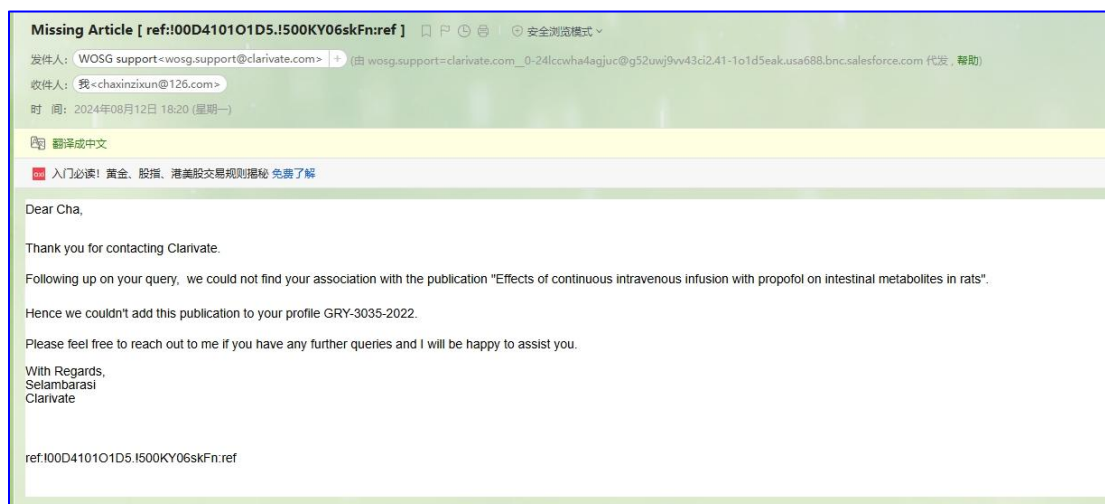 Missing Article [ ref:!00D4101O1D5.!500KY06skFn:ref ] 安全浏览模式
发件人: WOSG support<wosg.support@clarivate.com> + (由 wosg.support=clarivate.com__0-24lccwha4agjuc@g52uwj9vv43ci2.41-1o1d5eak.usa688.bnc.salesforce.com 代发 , 帮助)
收件人: 我<chaxinzixun@126.com>
时 间: 2024年08月12日 18:20 (星期一)
翻译成中文
入门必读！黄金、股指、港美股交易规则揭秘 免费了解
Dear Cha,
Thank you for contacting Clarivate.
Following up on your query, we could not find your association with the publication "Effects of continuous intravenous infusion with propofol on intestinal metabolites in rats".
Hence we couldn't add this publication to your profile GRY-3035-2022.
Please feel free to reach out to me if you have any further queries and I will be happy to assist you.
With Regards,
Selambarasi
Clarivate
ref:!00D4101O1D5.!500KY06skFn:ref